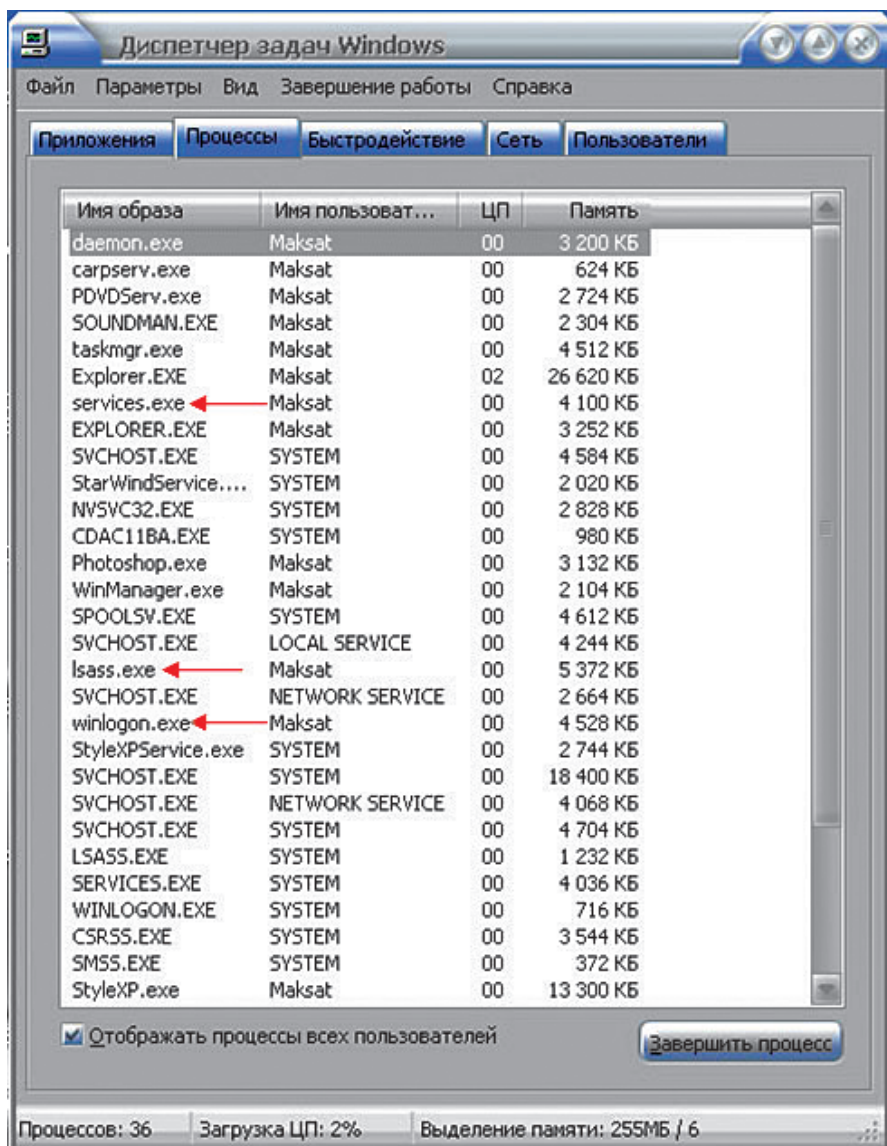 Диспетчер задач Windows
Файл Параметры Вид Завершение работы Справка
Приложения Процессы Быстродействие Сеть Пользователи
Имя образа Имя пользоват... ЦП Память
daemon.exe Maksat 00 3 200 КБ
carpserv.exe Maksat 00 624 КБ
PDVDServ.exe Maksat 00 2 724 КБ
SOUNDMAN.EXE Maksat 00 2 304 КБ
taskmgr.exe Maksat 00 4 512 КБ
Explorer.EXE Maksat 02 26 620 КБ
services.exe Maksat 00 4 100 КБ
EXPLORER.EXE Maksat 00 3 252 КБ
SVCHOST.EXE SYSTEM 00 4 584 КБ
StarWindService.... SYSTEM 00 2 020 КБ
NVSVC32.EXE SYSTEM 00 2 828 КБ
CDAC11BA.EXE SYSTEM 00 980 КБ
Photoshop.exe Maksat 00 3 132 КБ
WinManager.exe Maksat 00 2 104 КБ
SPOOLSV.EXE SYSTEM 00 4 612 КБ
SVCHOST.EXE LOCAL SERVICE 00 4 244 КБ
lsass.exe Maksat 00 5 372 КБ
SVCHOST.EXE NETWORK SERVICE 00 2 664 КБ
winlogon.exe Maksat 00 4 528 КБ
StyleXPService.exe SYSTEM 00 2 744 КБ
SVCHOST.EXE SYSTEM 00 18 400 КБ
SVCHOST.EXE NETWORK SERVICE 00 4 068 КБ
SVCHOST.EXE SYSTEM 00 4 704 КБ
LSASS.EXE SYSTEM 00 1 232 КБ
SERVICES.EXE SYSTEM 00 4 036 КБ
WINLOGON.EXE SYSTEM 00 716 КБ
CSRSS.EXE SYSTEM 00 3 544 КБ
SMSS.EXE SYSTEM 00 372 КБ
StyleXP.exe Maksat 00 13 300 КБ
Отображать процессы всех пользователей Завершить процесс
Процессов: 36 Загрузка ЦП: 2% Выделение памяти: 255МБ / 6